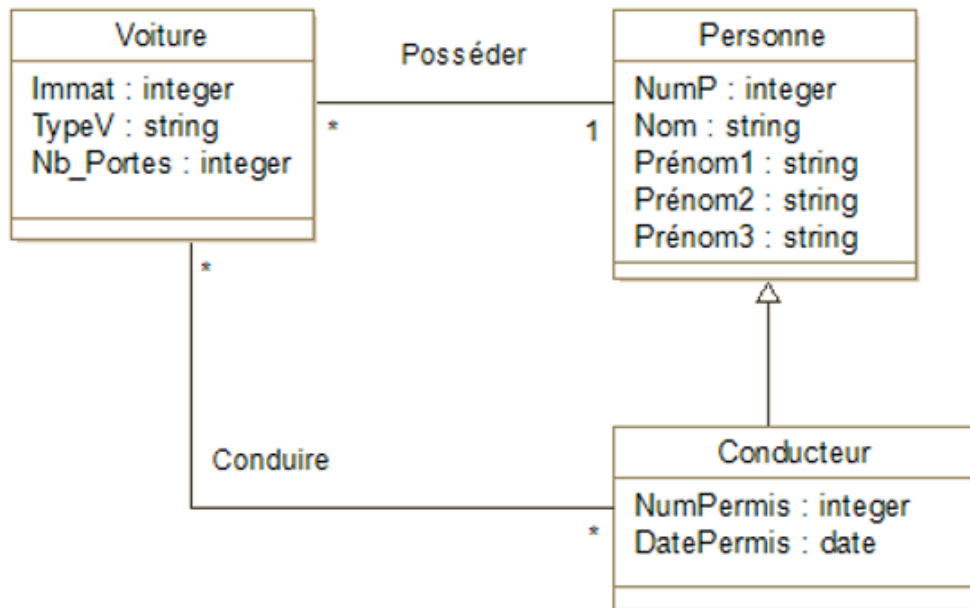 Voiture
Immat : integer
TypeV : string
Nb_Portes : integer
Posséder
*
1
Personne
NumP : integer
Nom : string
Prénom1 : string
Prénom2 : string
Prénom3 : string
*
Conduire
*
Conducteur
NumPermis : integer
DatePermis : date